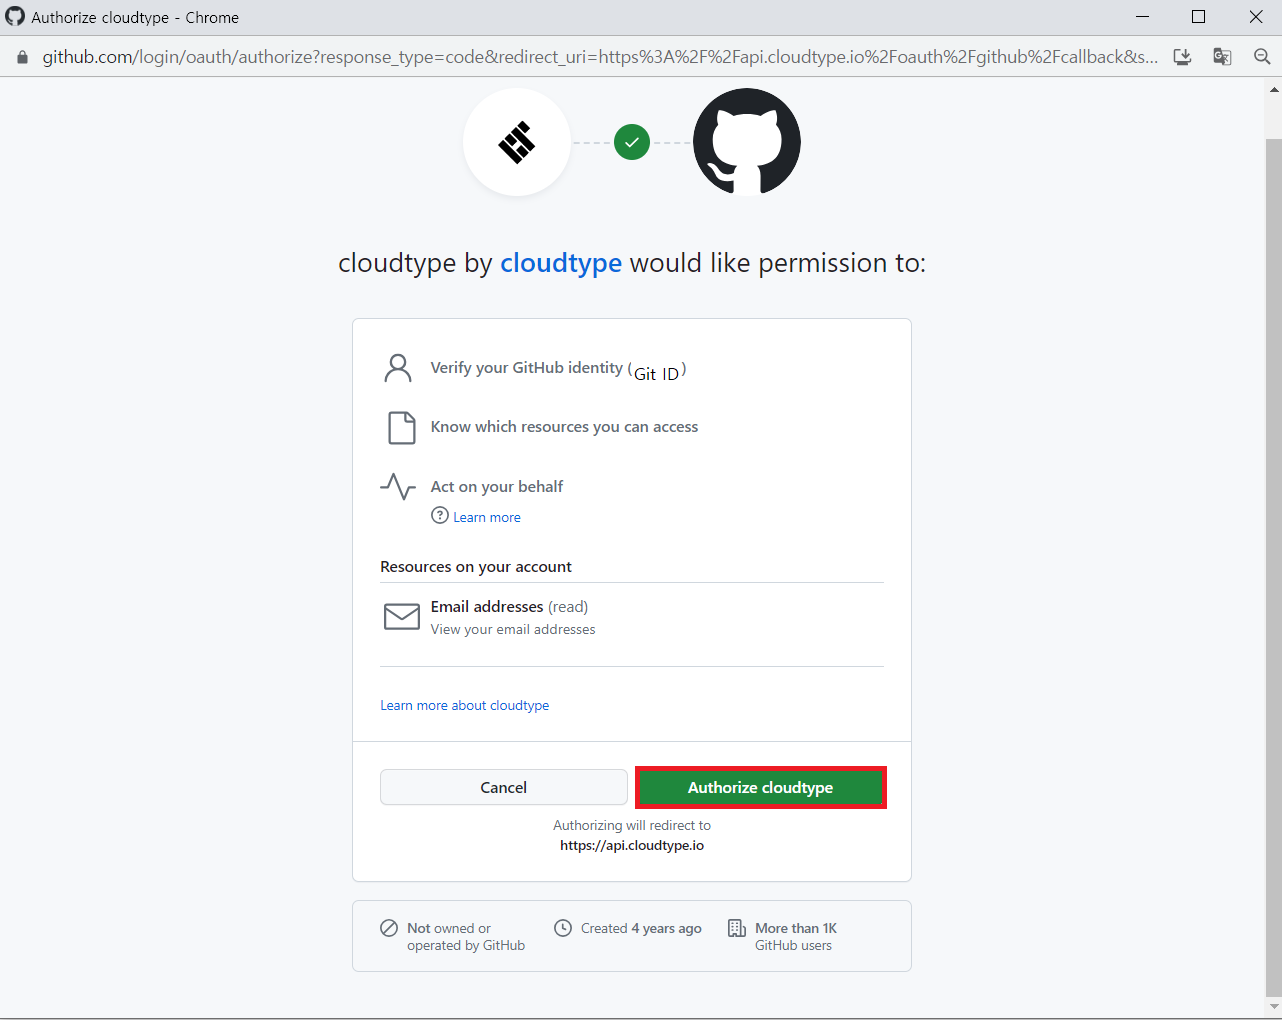 Authorize cloudtype - Chrome
github.com/login/oauth/authorize?response_type=code&redirect_uri=https%3A%2F%2Fapi.cloudtype.io%2Foauth%2Fgithub%2Fcallback&s...
cloudtype by cloudtype would like permission to:
Verify your GitHub identity (Git ID)
Know which resources you can access
Act on your behalf
Learn more
Resources on your account
Email addresses (read)
View your email addresses
Learn more about cloudtype
Cancel
Authorize cloudtype
Authorizing will redirect to
https://api.cloudtype.io
Not owned or
operated by GitHub
Created 4 years ago
More than 1K
GitHub users